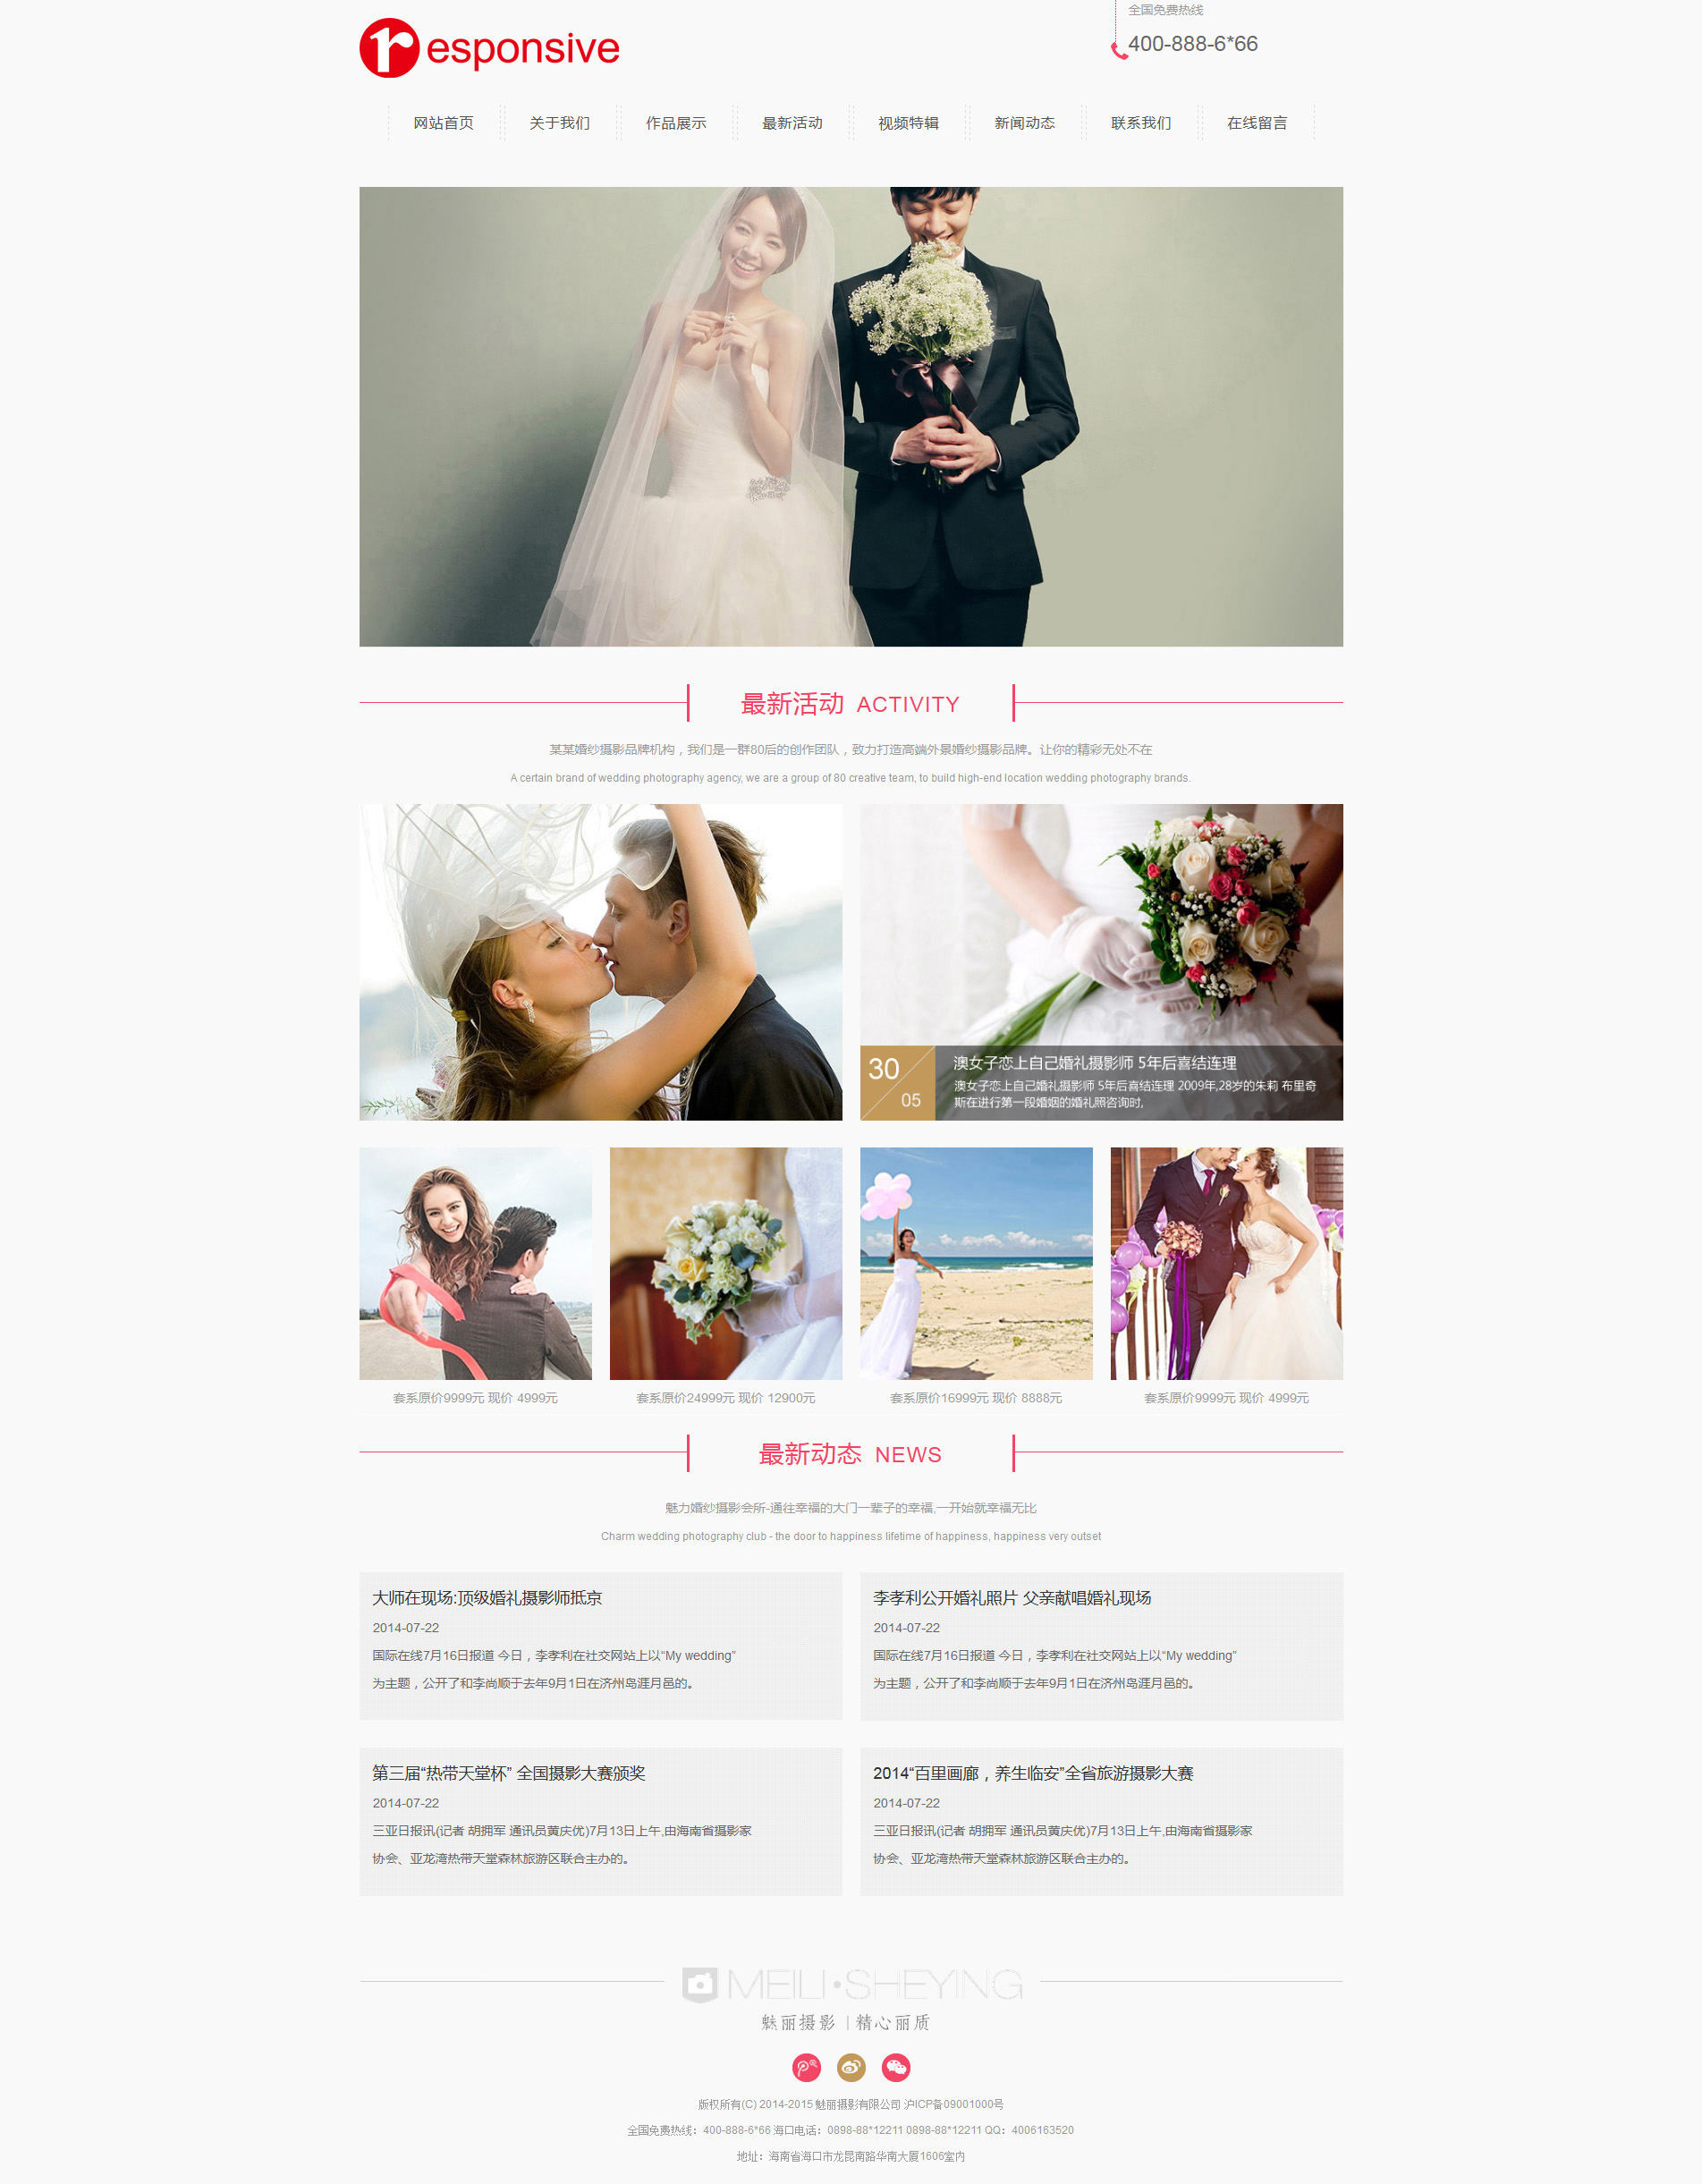 responsive
全国免费热线
400-888-6*66
网站首页 关于我们 作品展示 最新活动 视频特辑 新闻动态 联系我们 在线留言
最新活动 ACTIVITY
某某婚纱摄影品牌机构，我们是一群80后的创作团队，致力打造高端外景婚纱摄影品牌。让你的精彩无处不在
A certain brand of wedding photography agency, we are a group of 80 creative team, to build high-end location wedding photography brands.
30
05
澳女子恋上自己婚礼摄影师 5年后喜结连理
澳女子恋上自己婚礼摄影师 5年后喜结连理 2009年,28岁的朱莉 布里奇
斯在进行第一段婚姻的婚礼照咨询时,
套系原价9999元 现价 4999元
套系原价24999元 现价 12900元
套系原价16999元 现价 8888元
套系原价9999元 现价 4999元
最新动态 NEWS
魅力婚纱摄影会所-通往幸福的大门一辈子的幸福,一开始就幸福无比
Charm wedding photography club - the door to happiness lifetime of happiness, happiness very outset
大师在现场:顶级婚礼摄影师抵京
2014-07-22
国际在线7月16日报道 今日，李孝利在社交网站上以“My wedding”
为主题，公开了和李尚顺于去年9月1日在济州岛涯月邑的。
李孝利公开婚礼照片 父亲献唱婚礼现场
2014-07-22
国际在线7月16日报道 今日，李孝利在社交网站上以“My wedding”
为主题，公开了和李尚顺于去年9月1日在济州岛涯月邑的。
第三届“热带天堂杯” 全国摄影大赛颁奖
2014-07-22
三亚日报讯(记者 胡拥军 通讯员黄庆优)7月13日上午,由海南省摄影家
协会、亚龙湾热带天堂森林旅游区联合主办的。
2014“百里画廊，养生临安”全省旅游摄影大赛
2014-07-22
三亚日报讯(记者 胡拥军 通讯员黄庆优)7月13日上午,由海南省摄影家
协会、亚龙湾热带天堂森林旅游区联合主办的。
MEILI·SHEYING
魅丽摄影 | 精心丽质
版权所有(C) 2014-2015 魅丽摄影有限公司 沪ICP备09001000号
全国免费热线：400-888-6*66 海口电话：0898-88*12211 0898-88*12211 QQ：4006163520
地址：海南省海口市龙昆南路华南大厦1606室内